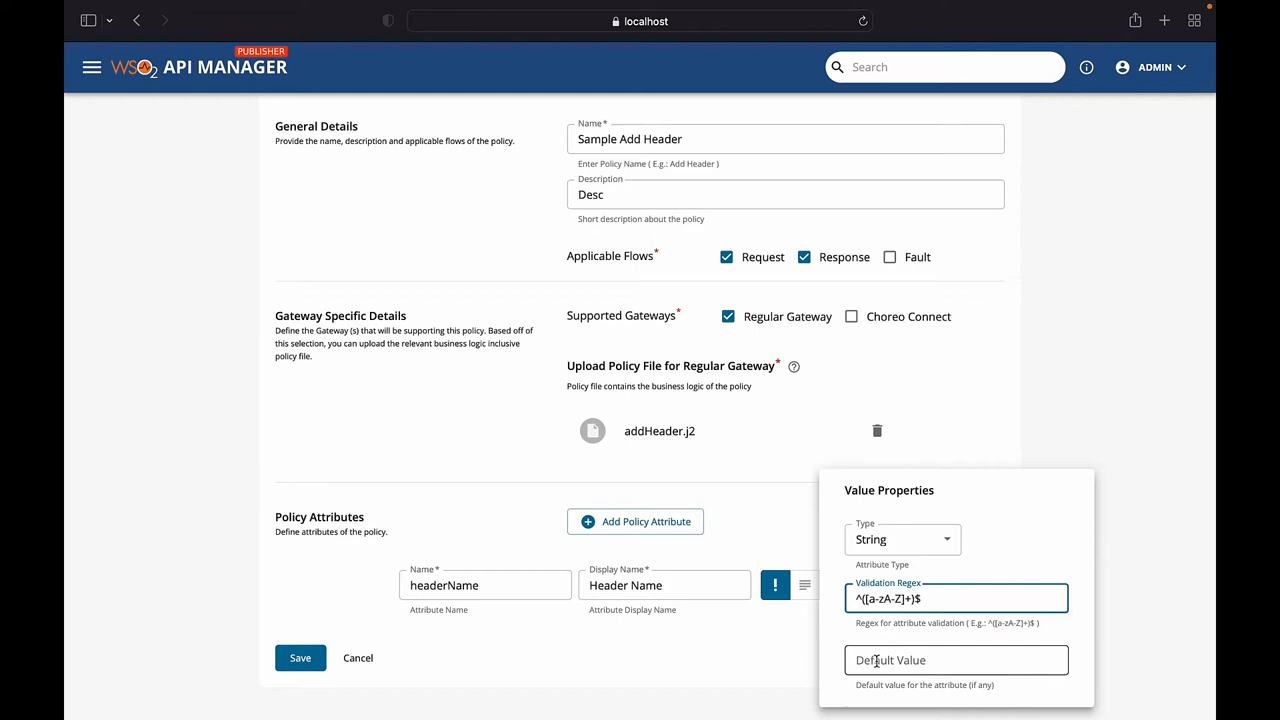 localhost
PUBLISHER
WSO2 API MANAGER
Search
ADMIN
General Details
Provide the name, description and applicable flows of the policy.
Name*
Sample Add Header
Enter Policy Name ( E.g.: Add Header )
Description
Desc
Short description about the policy
Applicable Flows*
Request
Response
Fault
Gateway Specific Details
Define the Gateway (s) that will be supporting this policy. Based off of
this selection, you can upload the relevant business logic inclusive
policy file.
Supported Gateways*
Regular Gateway
Choreo Connect
Upload Policy File for Regular Gateway*
Policy file contains the business logic of the policy
addHeader.j2
Policy Attributes
Define attributes of the policy.
Add Policy Attribute
Name*
headerName
Attribute Name
Display Name*
Header Name
Attribute Display Name
Save
Cancel
Value Properties
Type
String
Attribute Type
Validation Regex
^([a-zA-Z]+)$
Regex for attribute validation ( E.g.: ^([a-zA-Z]+)$ )
Default Value
Default value for the attribute (if any)